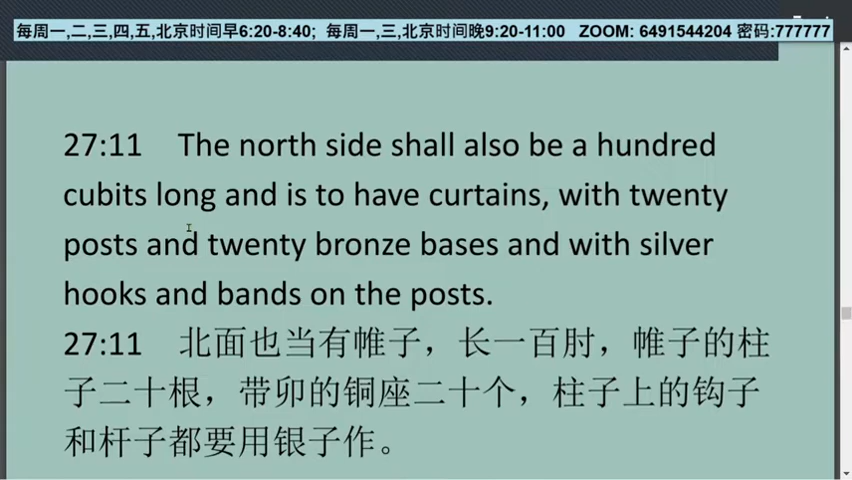 每周一,二,三,四,五,北京时间早6:20-8:40; 每周一,三,北京时间晚9:20-11:00 ZOOM: 6491544204 密码:777777
27:11 The north side shall also be a hundred
cubits long and is to have curtains, with twenty
posts and twenty bronze bases and with silver
hooks and bands on the posts.
27:11 北面也当有帷子，长一百肘，帷子的柱
子二十根，带卯的铜座二十个，柱子上的钩子
和杆子都要用银子作。